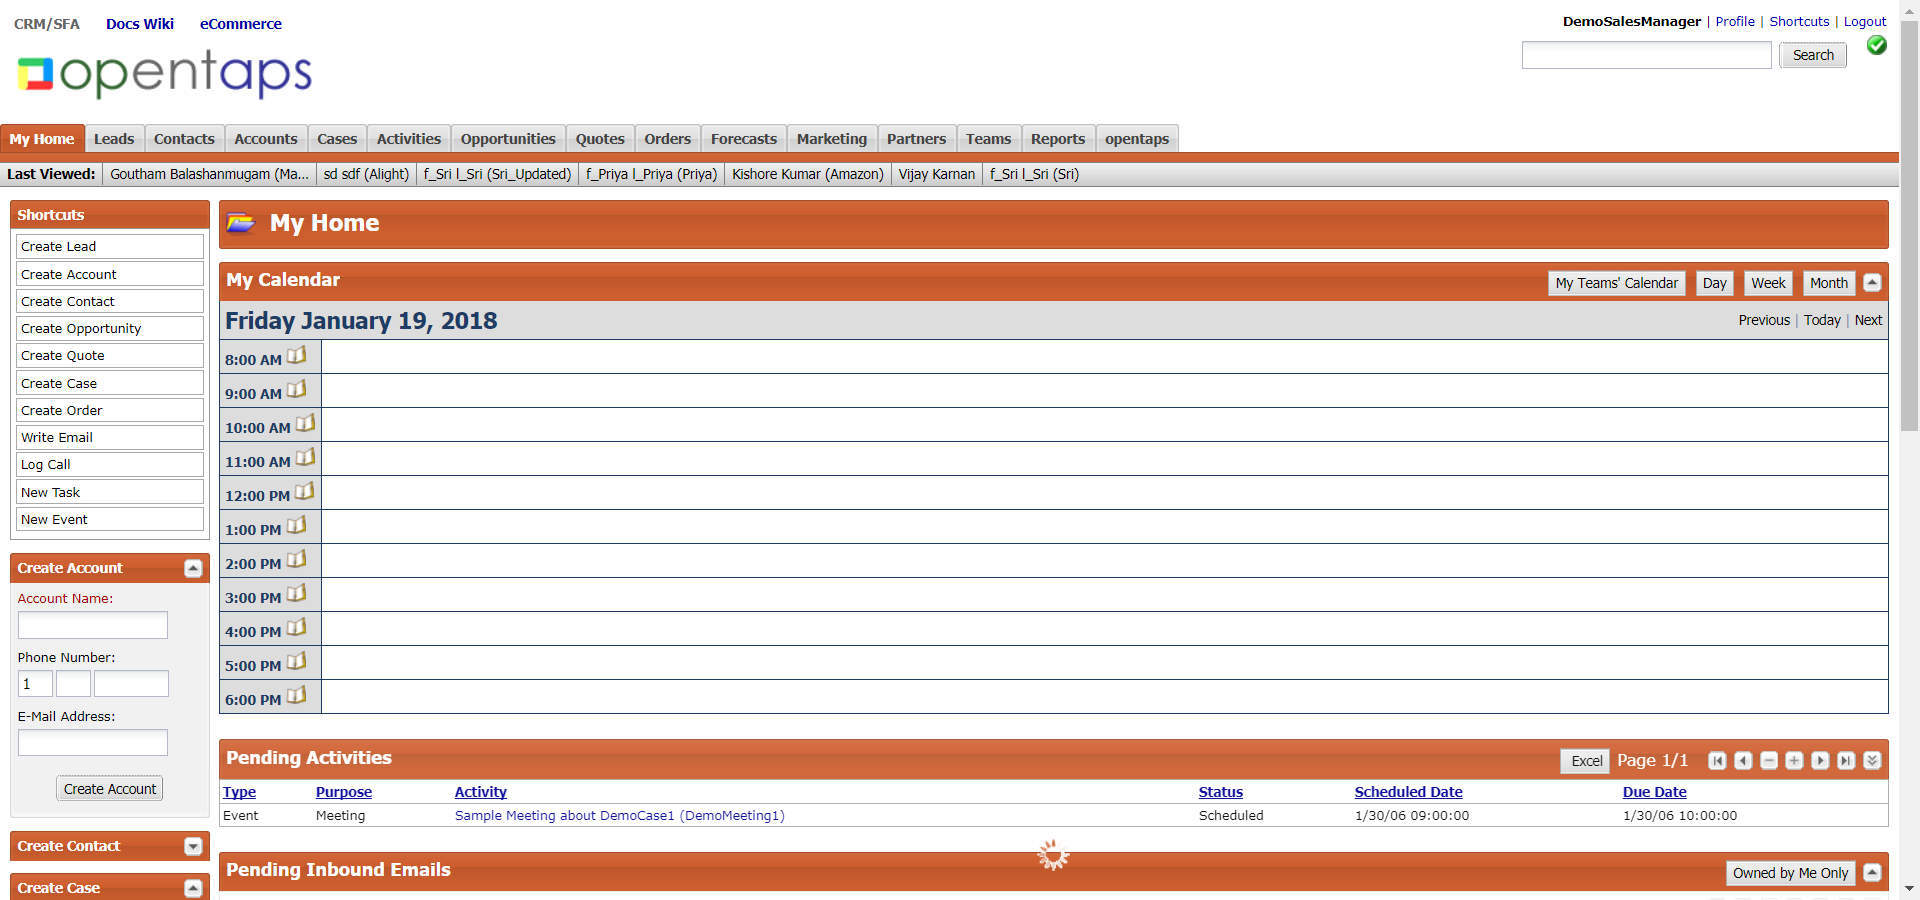 CRM/SFA Docs Wiki eCommerce
DemoSalesManager | Profile | Shortcuts | Logout
Search
opentaps
My Home Leads Contacts Accounts Cases Activities Opportunities Quotes Orders Forecasts Marketing Partners Teams Reports opentaps
Last Viewed: Goutham Balashanmugam (Ma... sd sdf (Alight) f_Sri l_Sri (Sri_Updated) f_Priya l_Priya (Priya) Kishore Kumar (Amazon) Vijay Karnan f_Sri l_Sri (Sri)
Shortcuts
Create Lead
Create Account
Create Contact
Create Opportunity
Create Quote
Create Case
Create Order
Write Email
Log Call
New Task
New Event
Create Account
Account Name:
Phone Number:
1
E-Mail Address:
Create Account
Create Contact
Create Case
My Home
My Calendar
My Teams' Calendar Day Week Month
Friday January 19, 2018
Previous | Today | Next
8:00 AM
9:00 AM
10:00 AM
11:00 AM
12:00 PM
1:00 PM
2:00 PM
3:00 PM
4:00 PM
5:00 PM
6:00 PM
Pending Activities
Excel Page 1/1
Type Purpose Activity Status Scheduled Date Due Date
Event Meeting Sample Meeting about DemoCase1 (DemoMeeting1) Scheduled 1/30/06 09:00:00 1/30/06 10:00:00
Pending Inbound Emails
Owned by Me Only